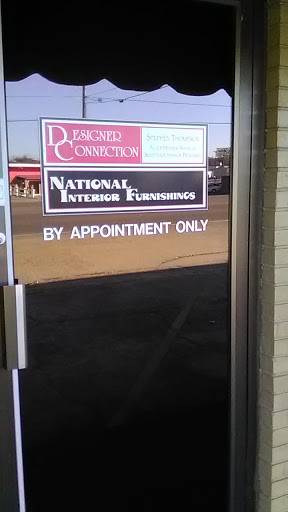 DESIGNER
CONNECTION
STEPHEN THOMPSON
NATIONAL
INTERIOR FURNISHINGS
BY APPOINTMENT ONLY